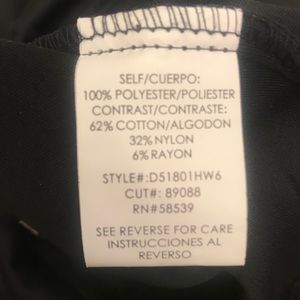 SELF/CUERPO:
100% POLYESTER/POLIESTER
CONTRAST/CONTRASTE:
62% COTTON/ALGODON
32% NYLON
6% RAYON
STYLE#:D51801HW6
CUT#: 89088
RN#58539
SEE REVERSE FOR CARE
INSTRUCCIONES AL
REVERSO